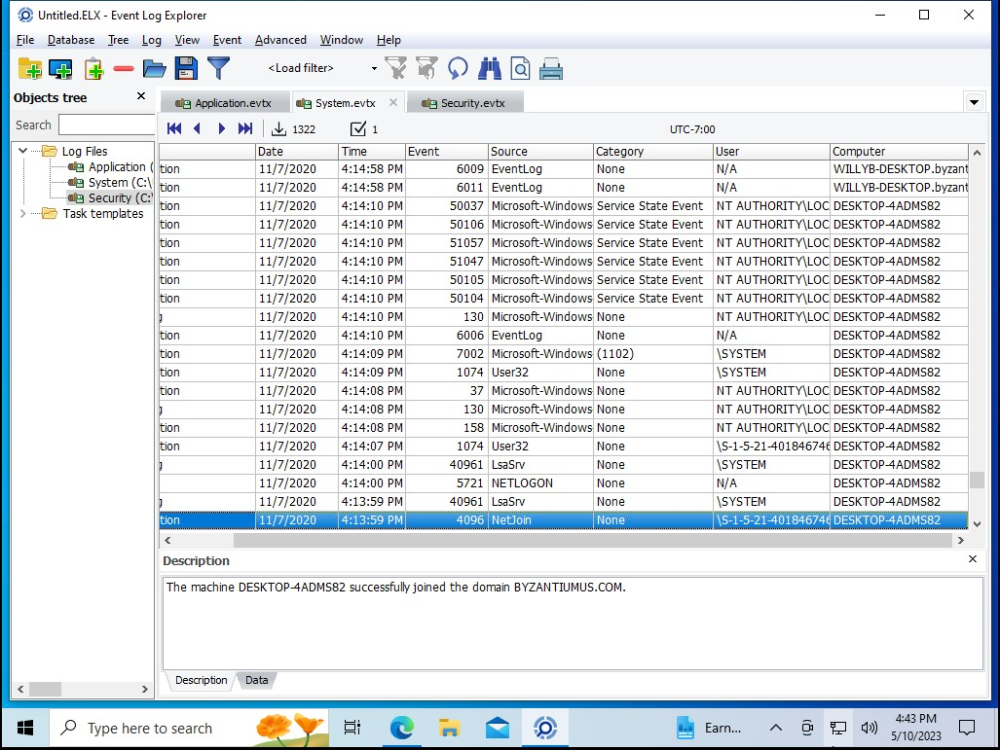 Untitled.ELX - Event Log Explorer
File Database Tree Log View Event Advanced Window Help
<Load filter>
Objects tree
Application.evtx System.evtx Security.evtx
Search
1322 1 UTC-7:00
Date Time Event Source Category User Computer
Log Files
Application (
System (C:\
Security (C:\
Task templates
tion 11/7/2020 4:14:58 PM 6009 EventLog None N/A WILLYB-DESKTOP.byzant
tion 11/7/2020 4:14:58 PM 6011 EventLog None N/A WILLYB-DESKTOP.byzant
tion 11/7/2020 4:14:10 PM 50037 Microsoft-Windows Service State Event NT AUTHORITY\LOC DESKTOP-4ADMS82
tion 11/7/2020 4:14:10 PM 50106 Microsoft-Windows Service State Event NT AUTHORITY\LOC DESKTOP-4ADMS82
tion 11/7/2020 4:14:10 PM 51057 Microsoft-Windows Service State Event NT AUTHORITY\LOC DESKTOP-4ADMS82
tion 11/7/2020 4:14:10 PM 51047 Microsoft-Windows Service State Event NT AUTHORITY\LOC DESKTOP-4ADMS82
tion 11/7/2020 4:14:10 PM 50105 Microsoft-Windows Service State Event NT AUTHORITY\LOC DESKTOP-4ADMS82
tion 11/7/2020 4:14:10 PM 50104 Microsoft-Windows Service State Event NT AUTHORITY\LOC DESKTOP-4ADMS82
g 11/7/2020 4:14:10 PM 130 Microsoft-Windows None NT AUTHORITY\LOC DESKTOP-4ADMS82
tion 11/7/2020 4:14:10 PM 6006 EventLog None N/A DESKTOP-4ADMS82
tion 11/7/2020 4:14:09 PM 7002 Microsoft-Windows (1102) \SYSTEM DESKTOP-4ADMS82
tion 11/7/2020 4:14:09 PM 1074 User32 None \SYSTEM DESKTOP-4ADMS82
tion 11/7/2020 4:14:08 PM 37 Microsoft-Windows None NT AUTHORITY\LOC DESKTOP-4ADMS82
g 11/7/2020 4:14:08 PM 130 Microsoft-Windows None NT AUTHORITY\LOC DESKTOP-4ADMS82
tion 11/7/2020 4:14:08 PM 158 Microsoft-Windows None NT AUTHORITY\LOC DESKTOP-4ADMS82
tion 11/7/2020 4:14:07 PM 1074 User32 None \S-1-5-21-401846746 DESKTOP-4ADMS82
g 11/7/2020 4:14:00 PM 40961 LsaSrv None \SYSTEM DESKTOP-4ADMS82
11/7/2020 4:14:00 PM 5721 NETLOGON None N/A DESKTOP-4ADMS82
g 11/7/2020 4:13:59 PM 40961 LsaSrv None \SYSTEM DESKTOP-4ADMS82
tion 11/7/2020 4:13:59 PM 4096 NetJoin None \S-1-5-21-401846746 DESKTOP-4ADMS82
Description
The machine DESKTOP-4ADMS82 successfully joined the domain BYZANTIUMUS.COM.
Description Data
Type here to search
Earn...
4:43 PM
5/10/2023